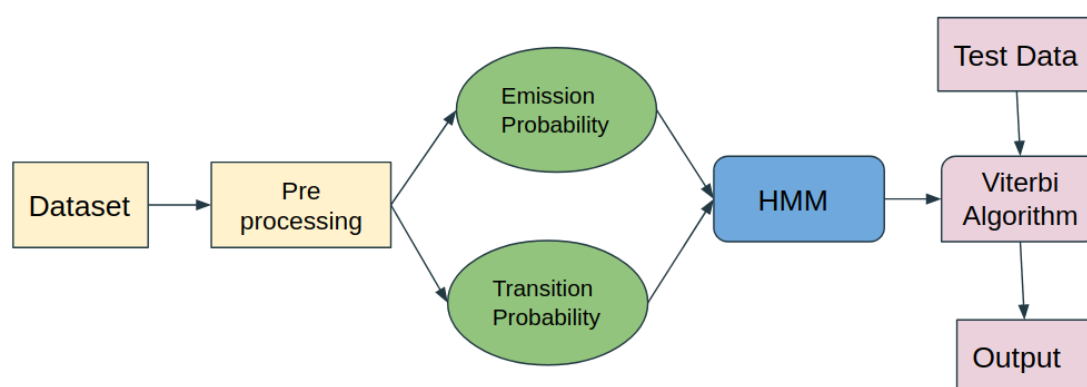 Dataset
Pre
processing
Emission
Probability
Transition
Probability
HMM
Test Data
Viterbi
Algorithm
Output